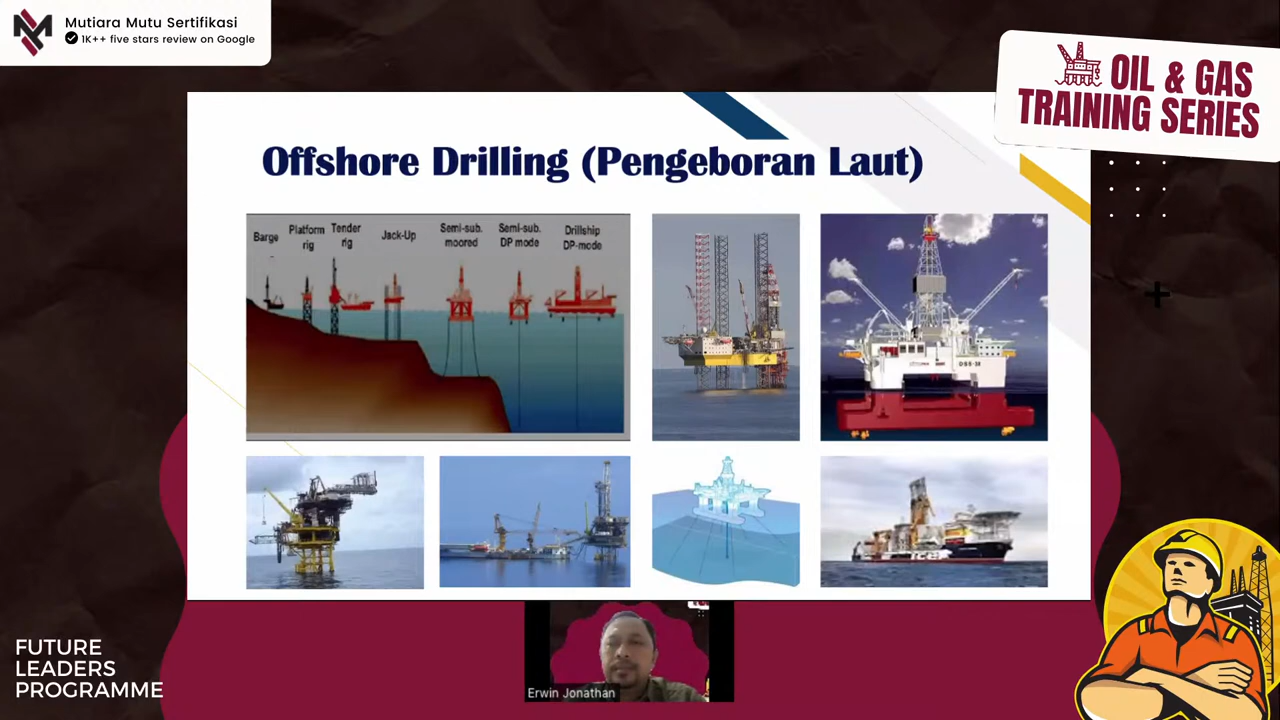 Mutiara Mutu Sertifikasi
1K++ five stars review on Google
OIL & GAS
TRAINING SERIES
Offshore Drilling (Pengeboran Laut)
Barge
Platform rig
Tender rig
Jack-Up
Semi-sub. moored
Semi-sub. DP mode
Drillship DP-mode
FUTURE
LEADERS
PROGRAMME
Erwin Jonathan